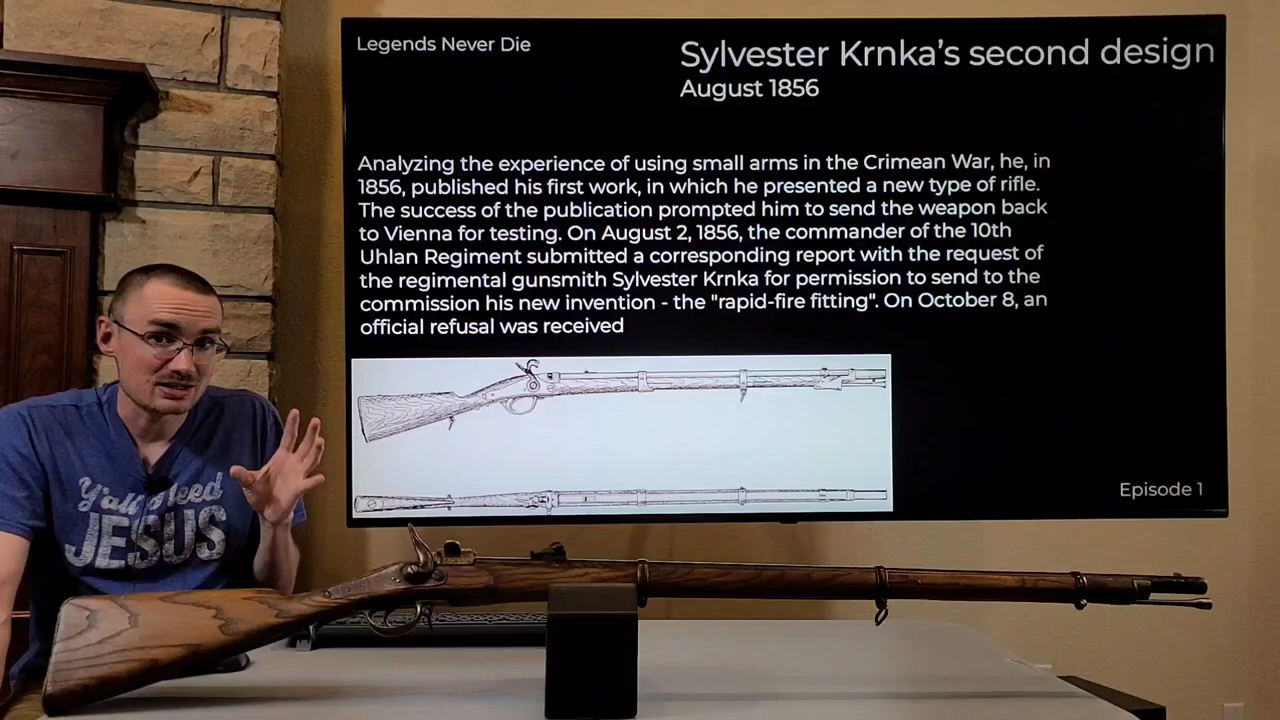 Legends Never Die
Sylvester Krnka's second design
August 1856
Analyzing the experience of using small arms in the Crimean War, he, in
1856, published his first work, in which he presented a new type of rifle.
The success of the publication prompted him to send the weapon back
to Vienna for testing. On August 2, 1856, the commander of the 10th
Uhlan Regiment submitted a corresponding report with the request of
the regimental gunsmith Sylvester Krnka for permission to send to the
commission his new invention - the "rapid-fire fitting". On October 8, an
official refusal was received
Episode 1
Y'all need
JESUS